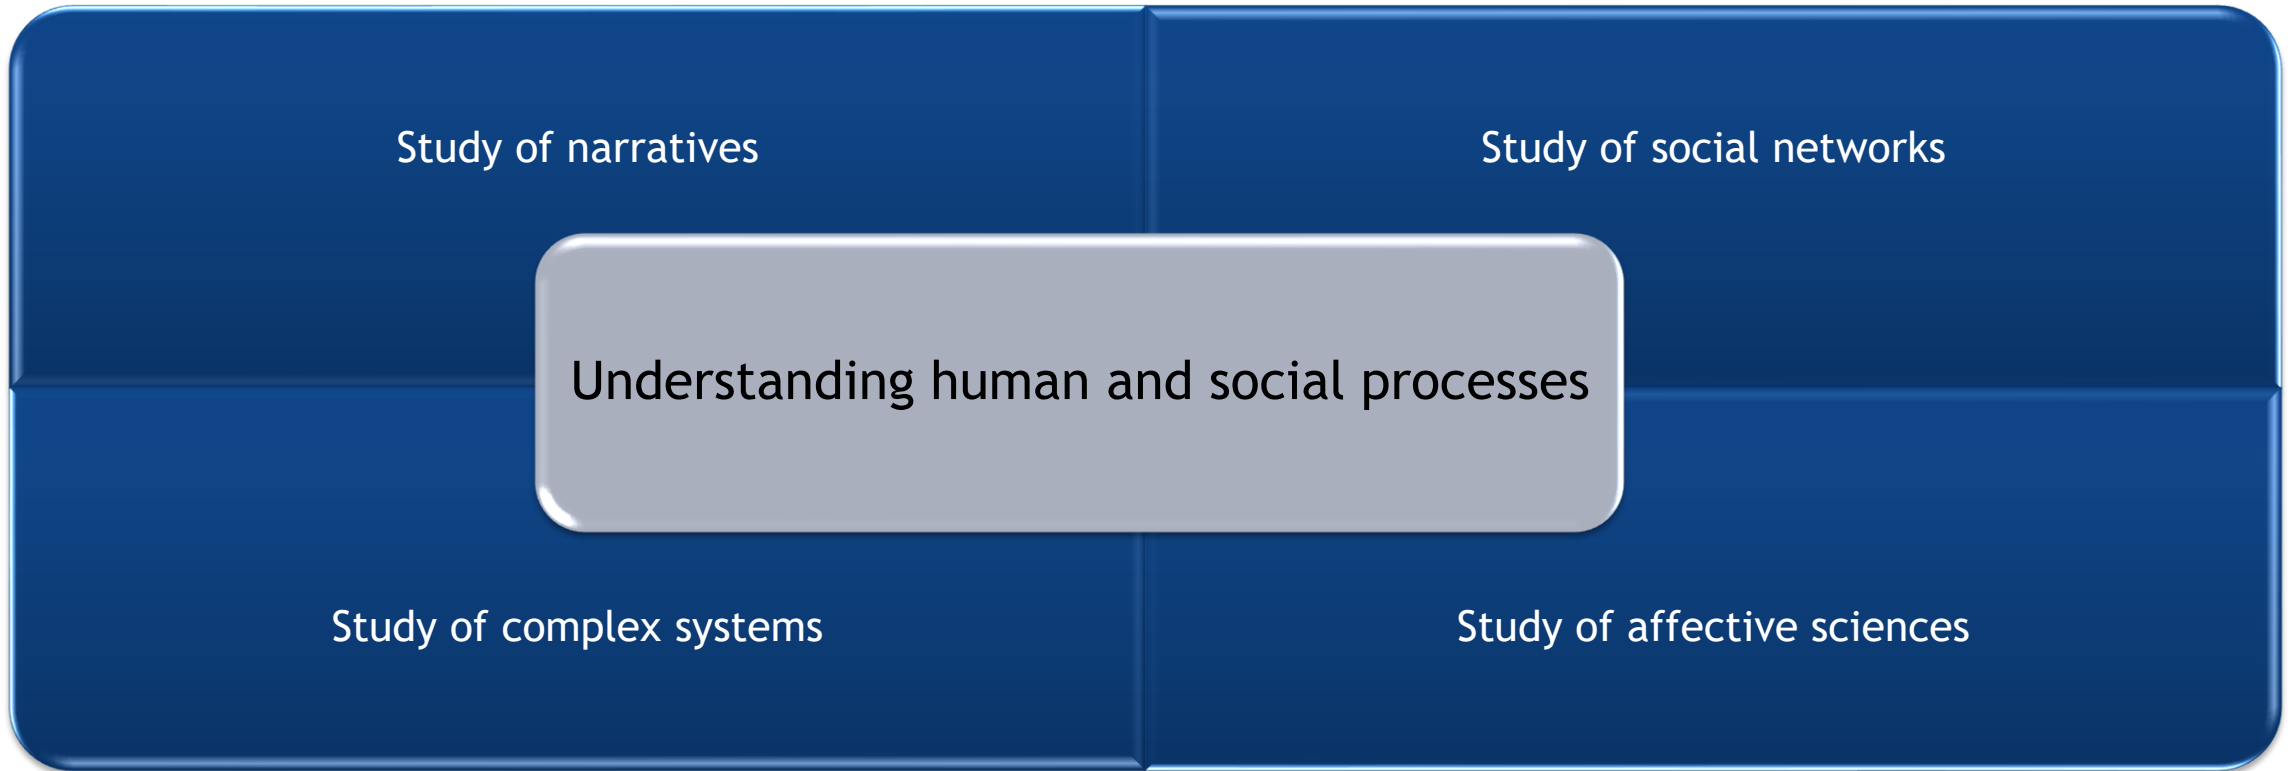 Study of narratives
Study of social networks
Understanding human and social processes
Study of complex systems
Study of affective sciences